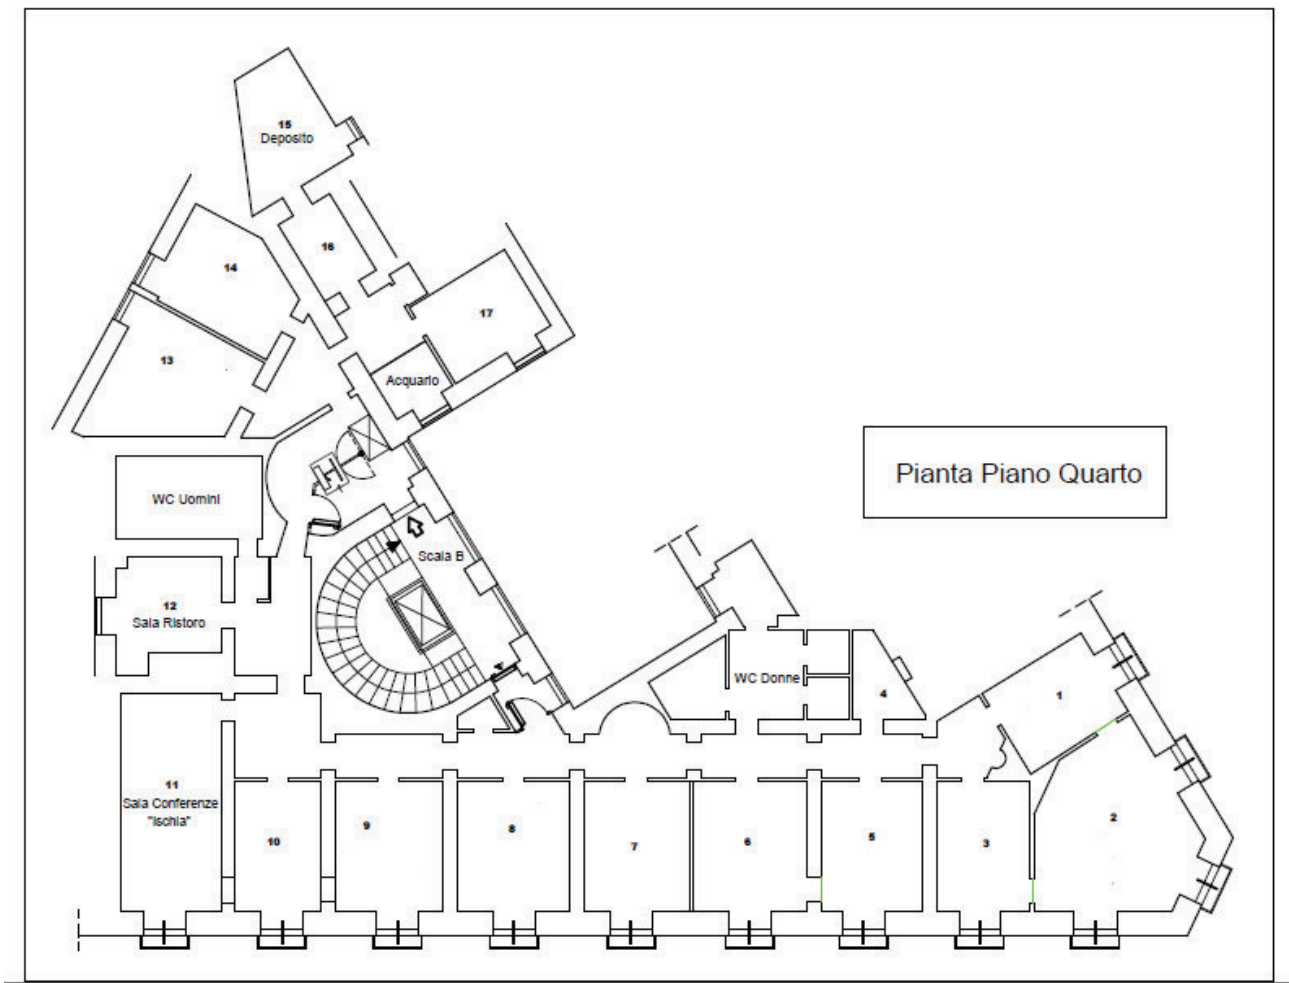 15
Deposito
16
14
17
13
Acquario
Pianta Piano Quarto
H
WC Uomini
Scala B
12
Sala Ristoro
WC Donne
4
1
11
Sala Conferenze
"Ischia"
10
9
8
7
6
5
3
2